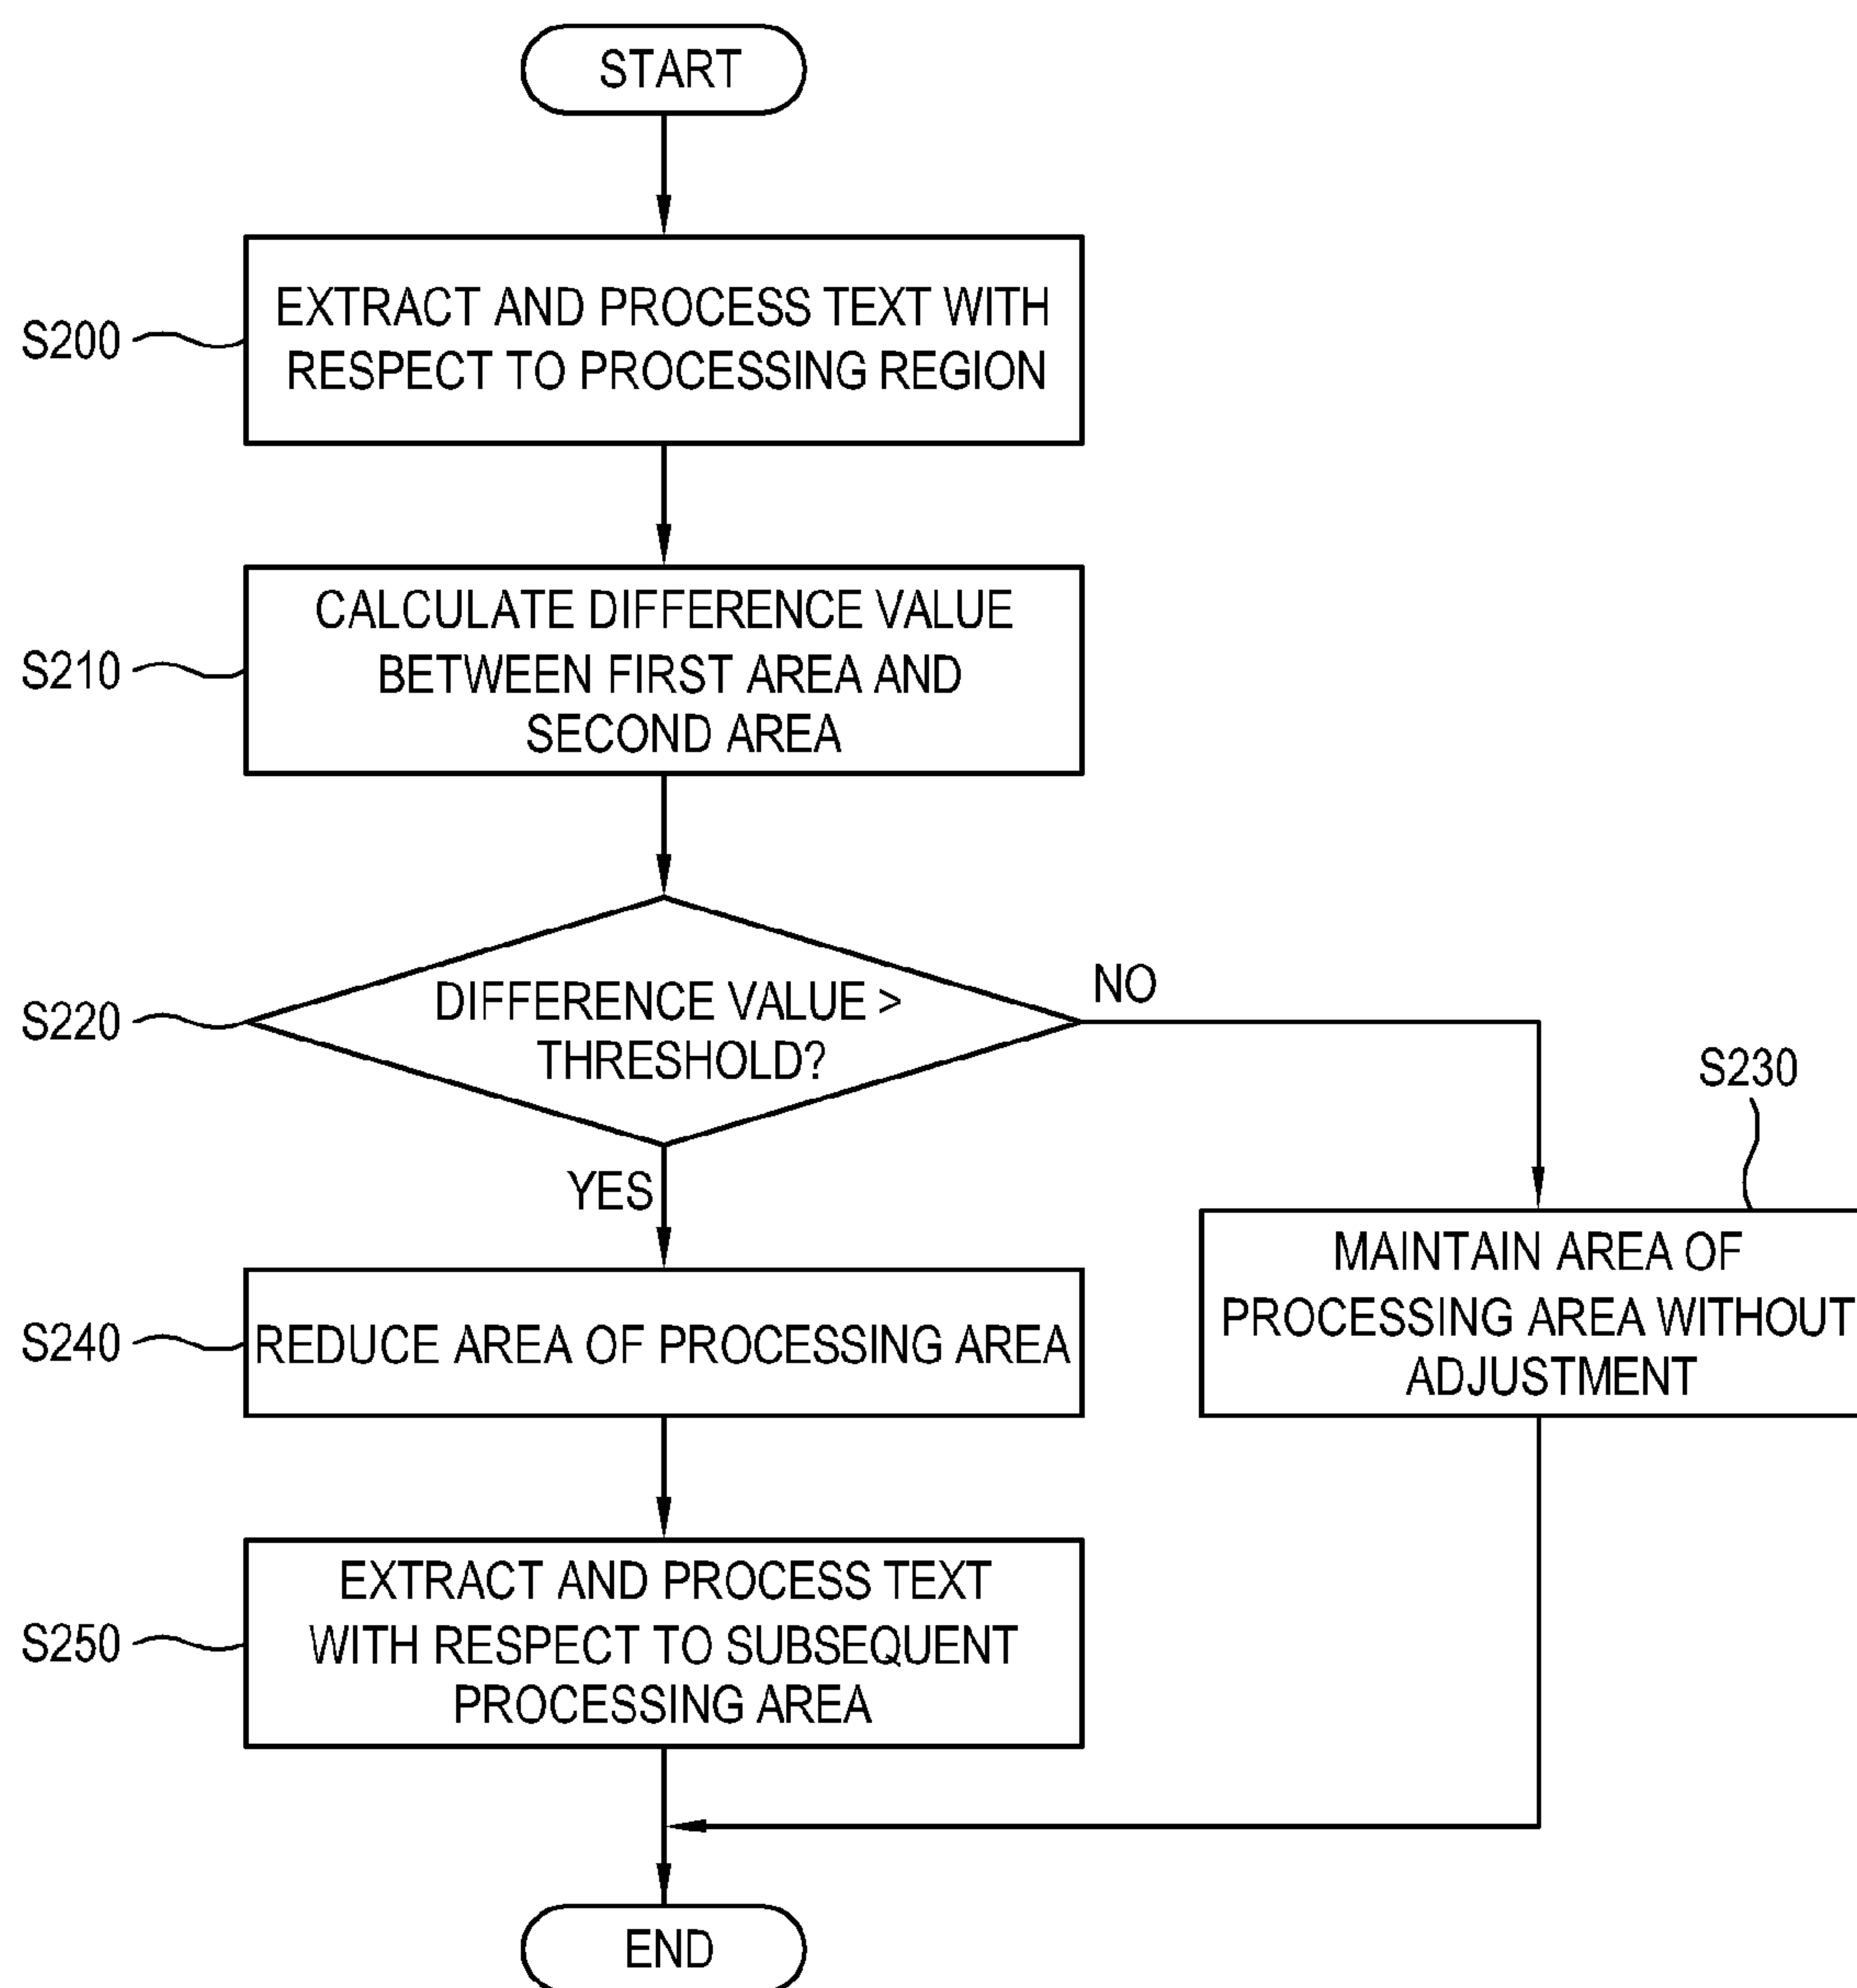 START
S200
EXTRACT AND PROCESS TEXT WITH
RESPECT TO PROCESSING REGION
S210
CALCULATE DIFFERENCE VALUE
BETWEEN FIRST AREA AND
SECOND AREA
S220
DIFFERENCE VALUE >
THRESHOLD?
NO
YES
S230
MAINTAIN AREA OF
PROCESSING AREA WITHOUT
ADJUSTMENT
S240
REDUCE AREA OF PROCESSING AREA
S250
EXTRACT AND PROCESS TEXT
WITH RESPECT TO SUBSEQUENT
PROCESSING AREA
END